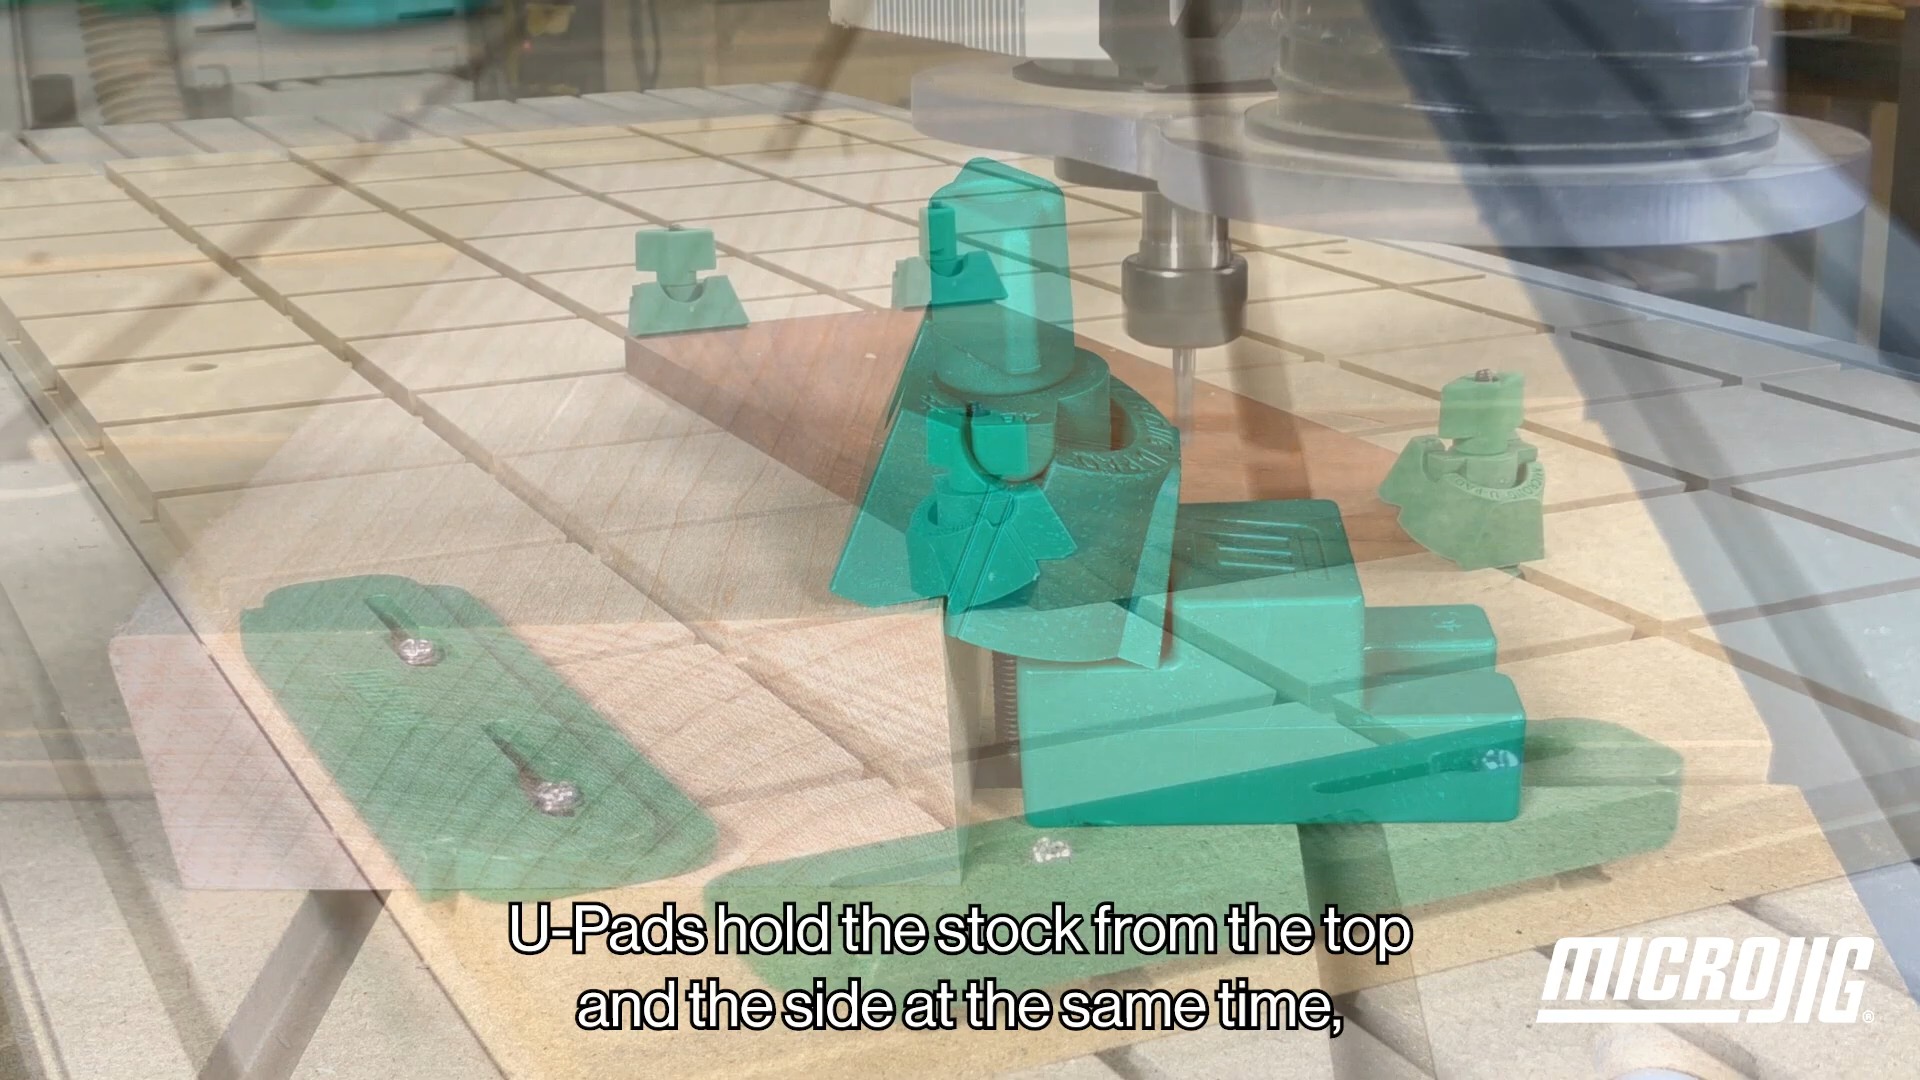 U-Pads hold the stock from the top
and the side at the same time,
MICROJIG®